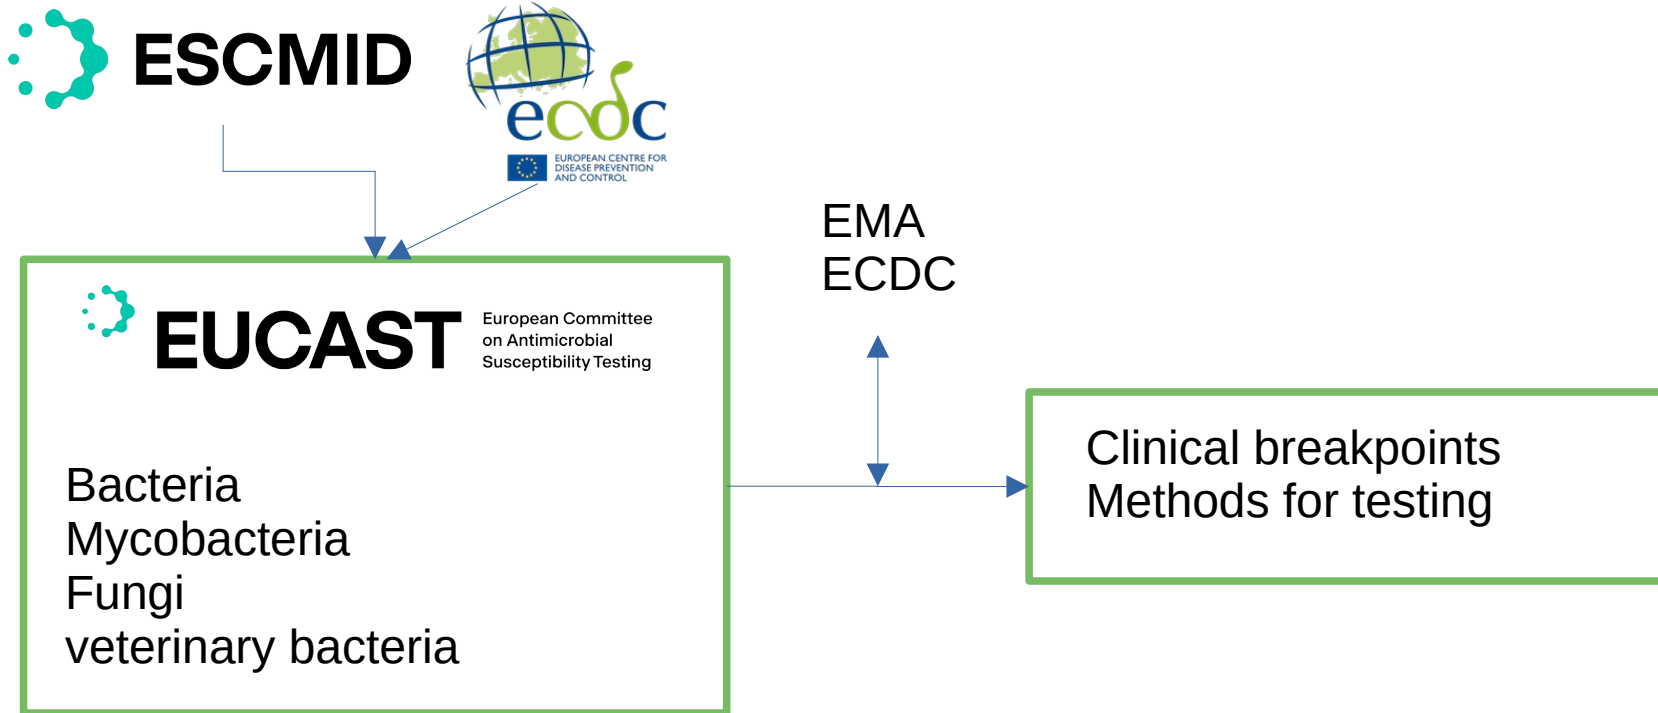 ESCMID
ecdc
EUROPEAN CENTRE FOR
DISEASE PREVENTION
AND CONTROL
EMA
ECDC
EUCAST
European Committee
on Antimicrobial
Susceptibility Testing
Bacteria
Mycobacteria
Fungi
veterinary bacteria
Clinical breakpoints
Methods for testing